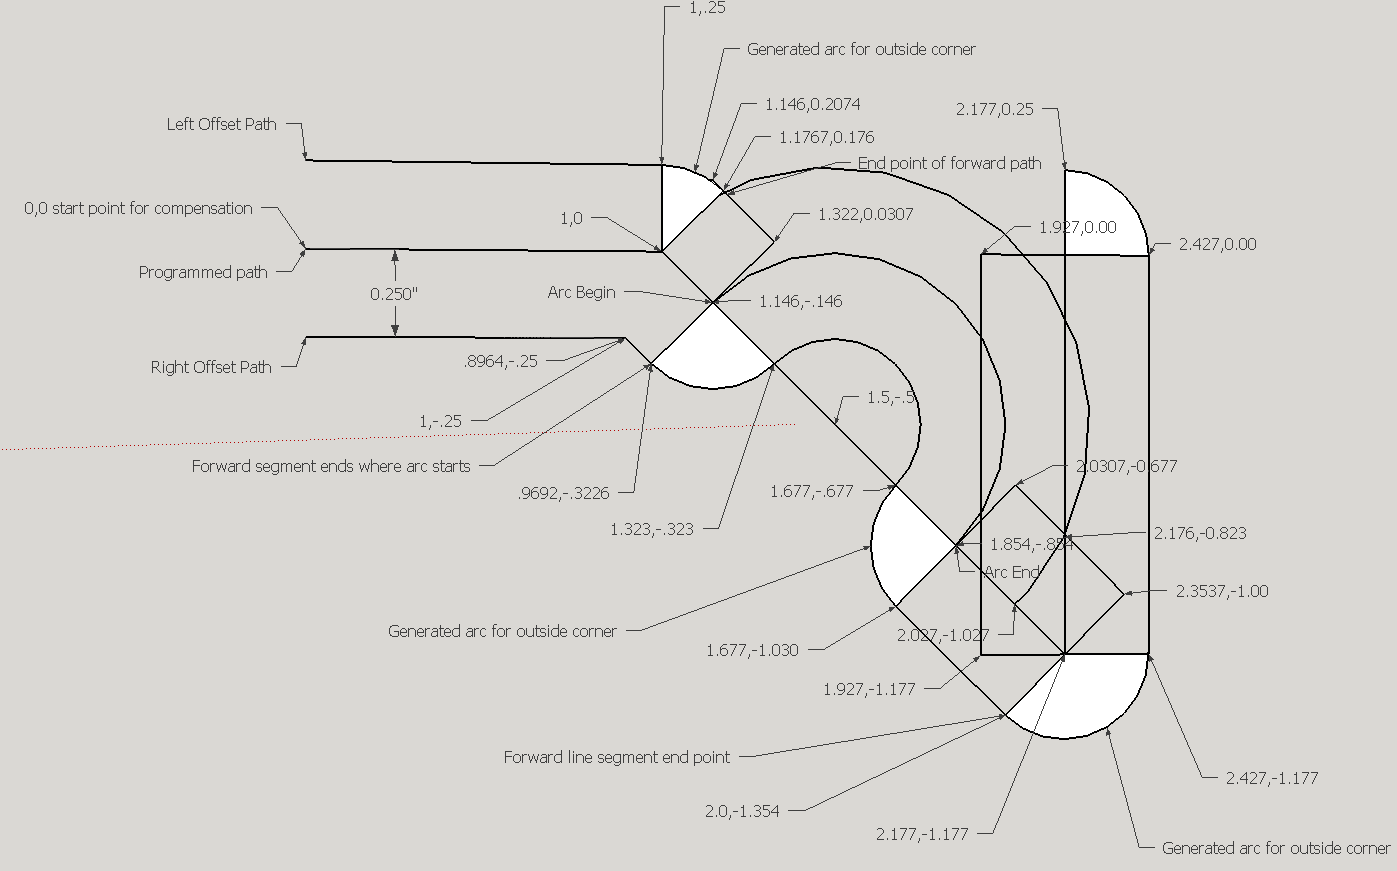 1,.25
Generated arc for outside corner
1.146,0.2074
2.177,0.25
Left Offset Path
1.1767,0.176
End point of forward path
0,0 start point for compensation
1,0
1.322,0.0307
1.927,0.00
2.427,0.00
Programmed path
0.250"
Arc Begin
1.146,-.146
.8964,-.25
Right Offset Path
1.5,-.5
1,-.25
Forward segment ends where arc starts
2.0307,-0.677
.9692,-.3226
1.677,-.677
1.323,-.323
2.176,-0.823
1.854,-.854
Arc End
2.3537,-1.00
Generated arc for outside corner
2.027,-1.027
1.677,-1.030
1.927,-1.177
Forward line segment end point
2.427,-1.177
2.0,-1.354
2.177,-1.177
Generated arc for outside corner